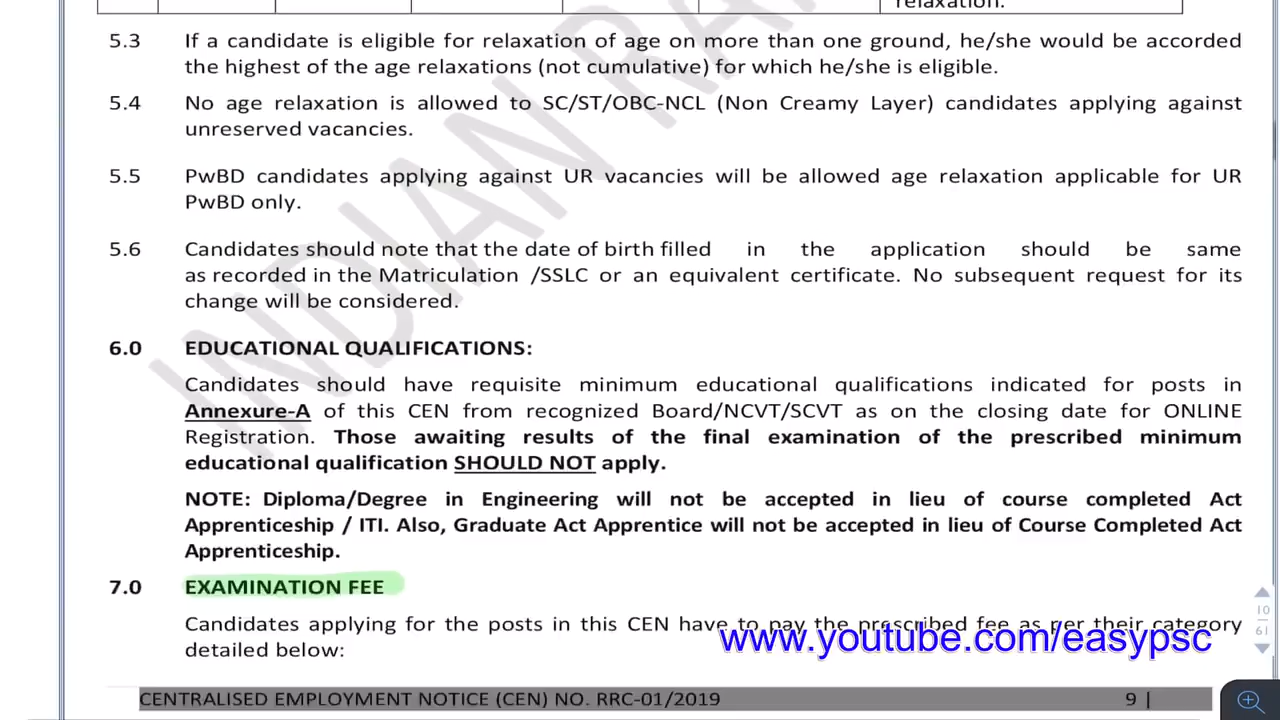 relaxation.
5.3 If a candidate is eligible for relaxation of age on more than one ground, he/she would be accorded
the highest of the age relaxations (not cumulative) for which he/she is eligible.
5.4 No age relaxation is allowed to SC/ST/OBC-NCL (Non Creamy Layer) candidates applying against
unreserved vacancies.
5.5 PwBD candidates applying against UR vacancies will be allowed age relaxation applicable for UR
PwBD only.
5.6 Candidates should note that the date of birth filled in the application should be same
as recorded in the Matriculation /SSLC or an equivalent certificate. No subsequent request for its
change will be considered.
6.0 EDUCATIONAL QUALIFICATIONS:
Candidates should have requisite minimum educational qualifications indicated for posts in
Annexure-A of this CEN from recognized Board/NCVT/SCVT as on the closing date for ONLINE
Registration. Those awaiting results of the final examination of the prescribed minimum
educational qualification SHOULD NOT apply.
NOTE: Diploma/Degree in Engineering will not be accepted in lieu of course completed Act
Apprenticeship / ITI. Also, Graduate Act Apprentice will not be accepted in lieu of Course Completed Act
Apprenticeship.
7.0 EXAMINATION FEE
Candidates applying for the posts in this CEN have to pay the prescribed fee as per their category
detailed below:
www.youtube.com/easypsc
10
61
CENTRALISED EMPLOYMENT NOTICE (CEN) NO. RRC-01/2019 9 |
INDIAN RA